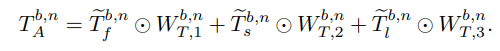 $T_A^{b,n} = \widetilde{T}_f^{b,n} \odot W_{T,1}^{b,n} + \widetilde{T}_s^{b,n} \odot W_{T,2}^{b,n} + \widetilde{T}_l^{b,n} \odot W_{T,3}^{b,n}.$